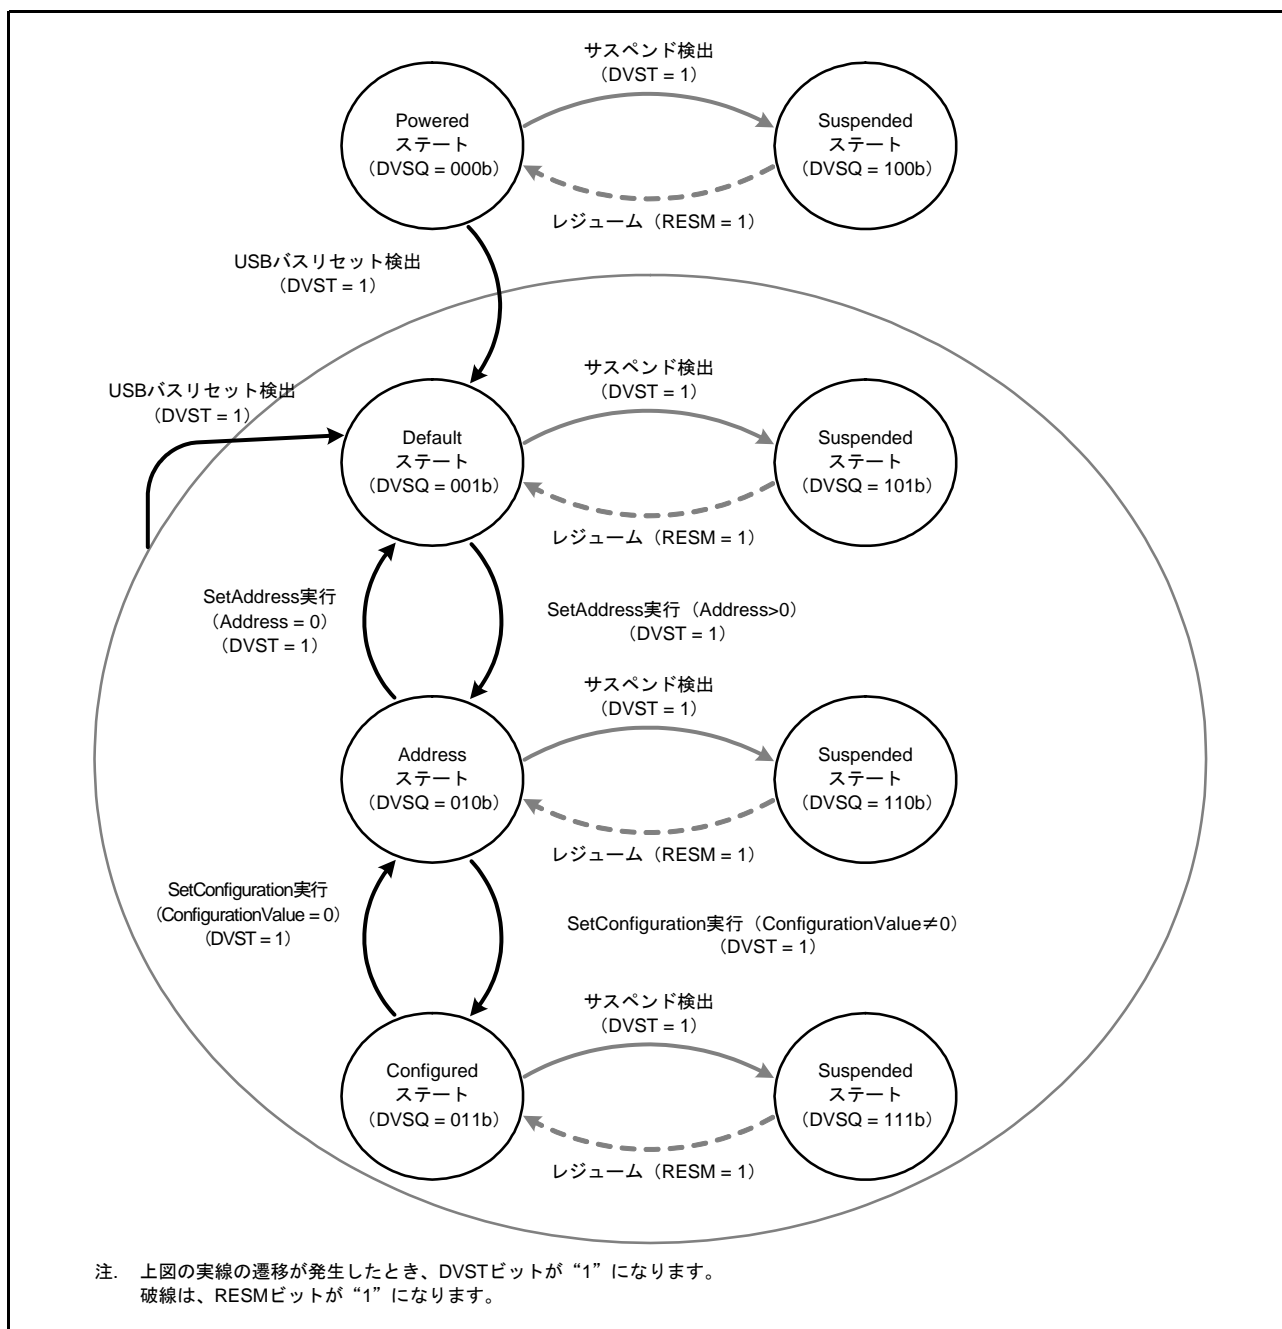 サスペンド検出
（DVST = 1）
Powered
ステート
（DVSQ = 000b）
Suspended
ステート
（DVSQ = 100b）
レジューム（RESM = 1）
USBバスリセット検出
（DVST = 1）
サスペンド検出
（DVST = 1）
USBバスリセット検出
（DVST = 1）
Default
ステート
（DVSQ = 001b）
Suspended
ステート
（DVSQ = 101b）
レジューム（RESM = 1）
SetAddress実行
（Address = 0）
（DVST = 1）
SetAddress実行（Address>0）
（DVST = 1）
サスペンド検出
（DVST = 1）
Address
ステート
（DVSQ = 010b）
Suspended
ステート
（DVSQ = 110b）
レジューム（RESM = 1）
SetConfiguration実行
（ConfigurationValue = 0）
（DVST = 1）
SetConfiguration実行（ConfigurationValue≠0）
（DVST = 1）
サスペンド検出
（DVST = 1）
Configured
ステート
（DVSQ = 011b）
Suspended
ステート
（DVSQ = 111b）
レジューム（RESM = 1）
注. 上図の実線の遷移が発生したとき、DVSTビットが“1”になります。
破線は、RESMビットが“1”になります。